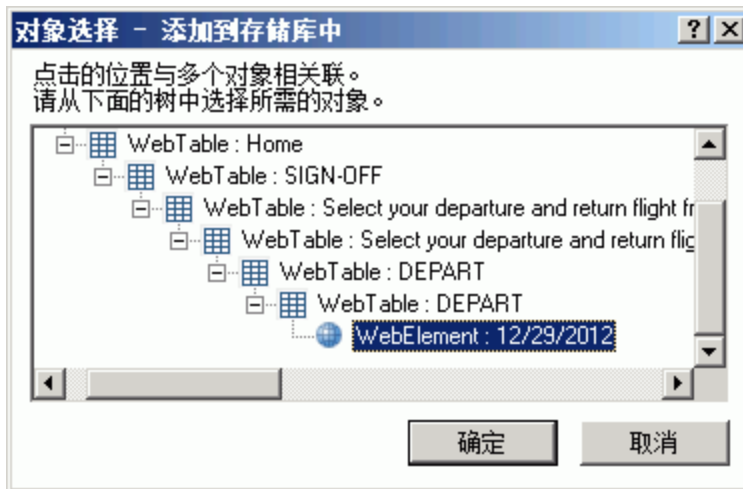 对象选择 - 添加到存储库中
点击的位置与多个对象相关联。
请从下面的树中选择所需的对象。
WebTable : Home
WebTable : SIGN-OFF
WebTable : Select your departure and return flight fr
WebTable : Select your departure and return flig
WebTable : DEPART
WebTable : DEPART
WebElement : 12/29/2012
确定 取消